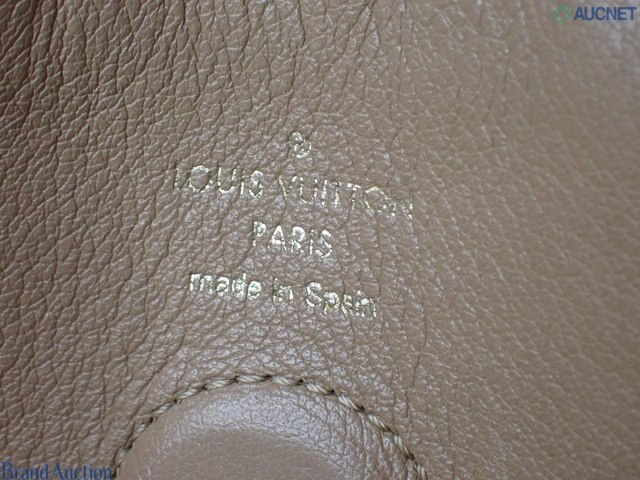 AUCNET
®
LOUIS VUITTON
PARIS
made in Spain
Brand Auction